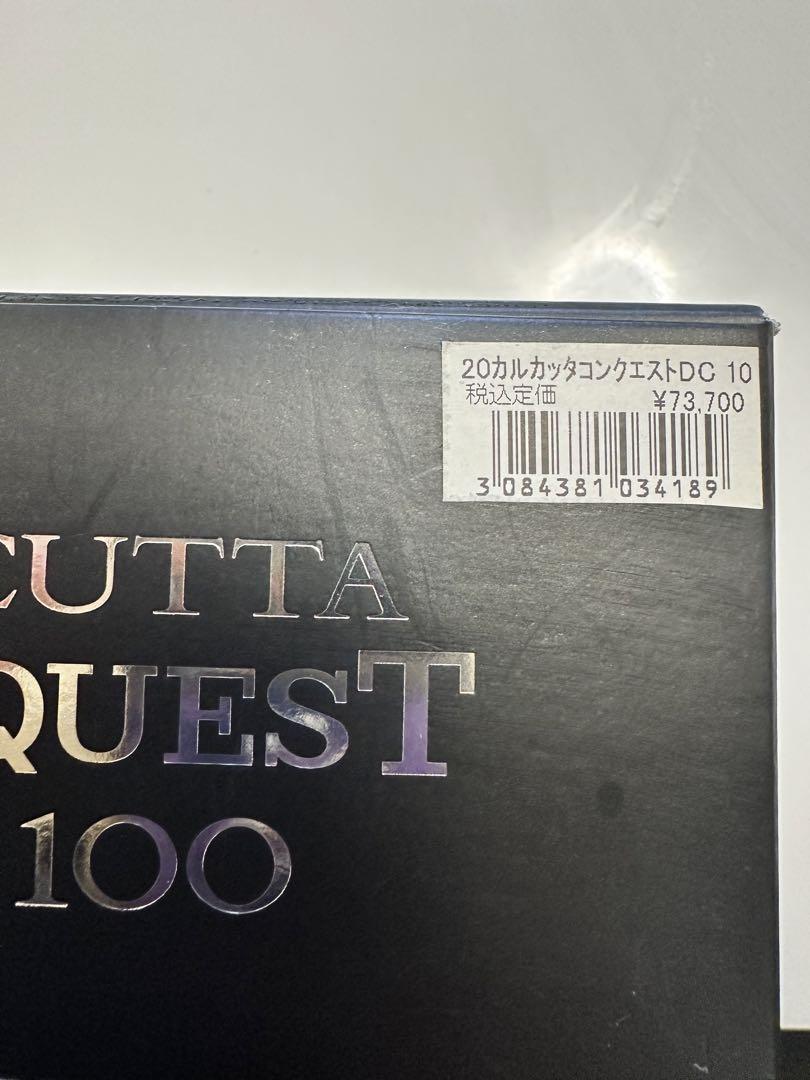 20カルカッタコンクエストDC 10
税込定価 ¥73,700
3 084381 034189
CUTTA
QUEST
100